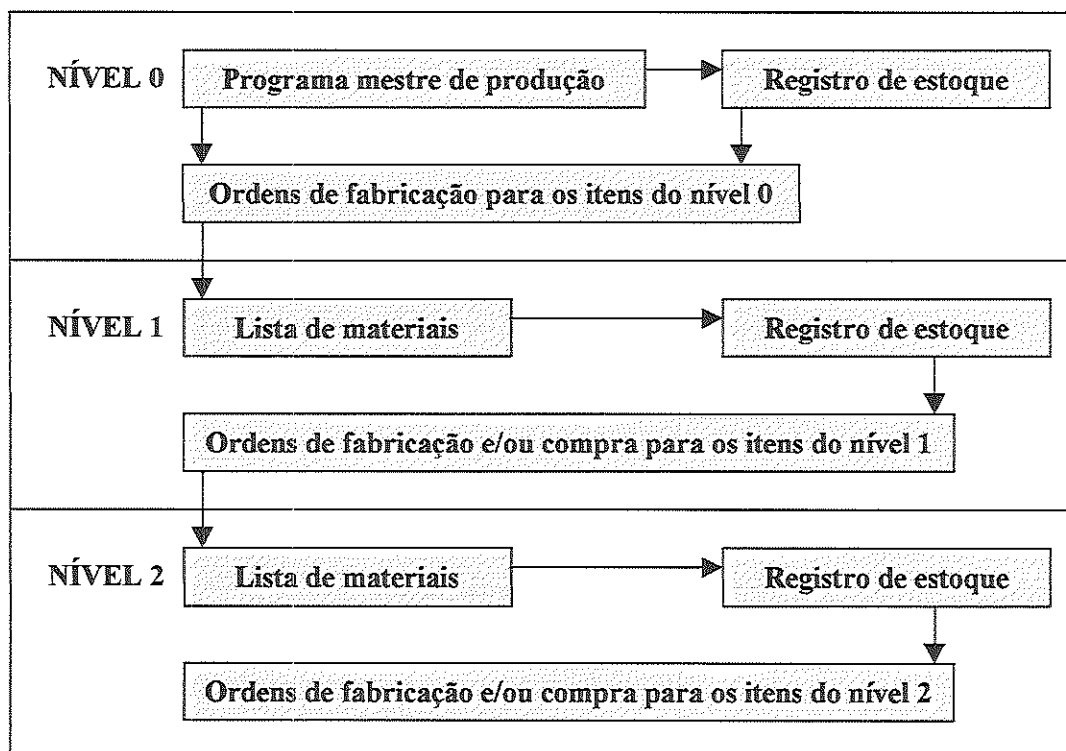 NÍVEL 0
Programa mestre de produção
Registro de estoque
Ordens de fabricação para os itens do nível 0
NÍVEL 1
Lista de materiais
Registro de estoque
Ordens de fabricação e/ou compra para os itens do nível 1
NÍVEL 2
Lista de materiais
Registro de estoque
Ordens de fabricação e/ou compra para os itens do nível 2